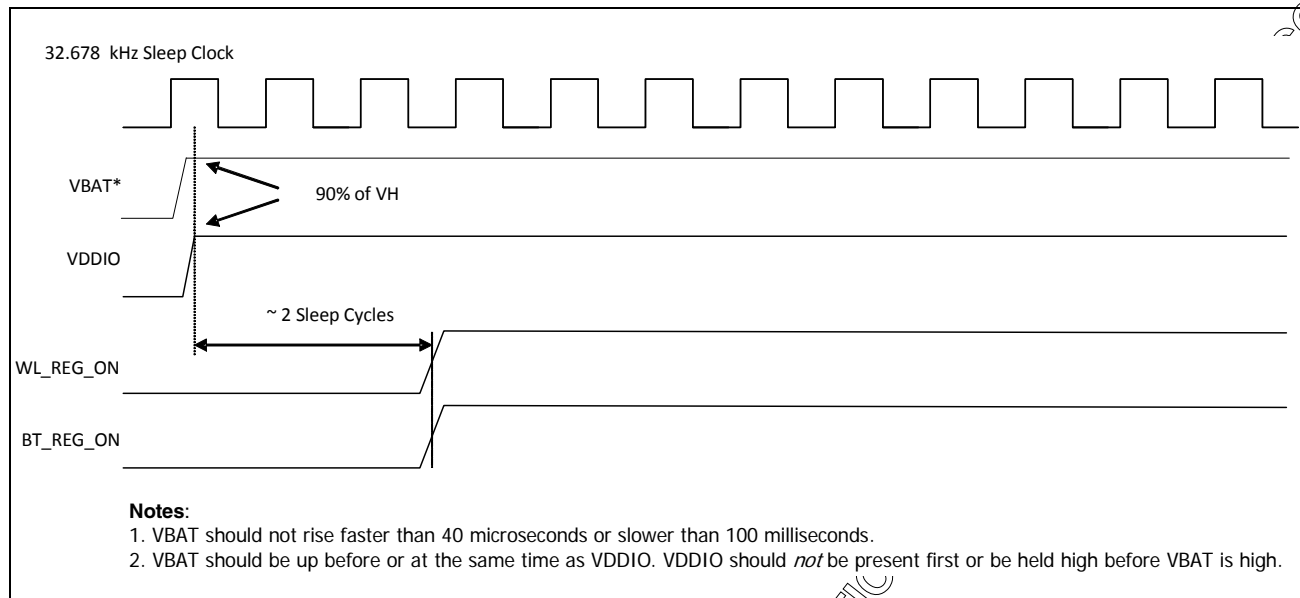 32.678 kHz Sleep Clock
VBAT*
90% of VH
VDDIO
~ 2 Sleep Cycles
WL_REG_ON
BT_REG_ON
Notes:
1. VBAT should not rise faster than 40 microseconds or slower than 100 milliseconds.
2. VBAT should be up before or at the same time as VDDIO. VDDIO should not be present first or be held high before VBAT is high.